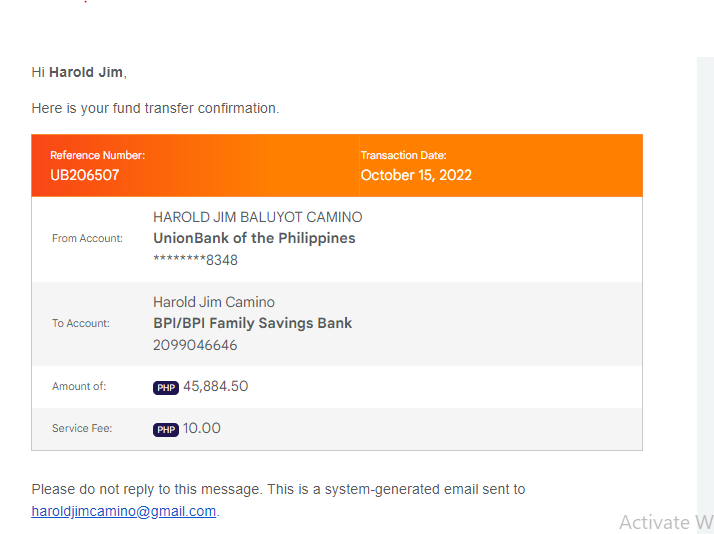 Hi Harold Jim,
Here is your fund transfer confirmation.
Reference Number:
UB206507
Transaction Date:
October 15, 2022
From Account:
HAROLD JIM BALUYOT CAMINO
UnionBank of the Philippines
********8348
To Account:
Harold Jim Camino
BPI/BPI Family Savings Bank
2099046646
Amount of:
PHP 45,884.50
Service Fee:
PHP 10.00
Please do not reply to this message. This is a system-generated email sent to
haroldjimcamino@gmail.com.
Activate W